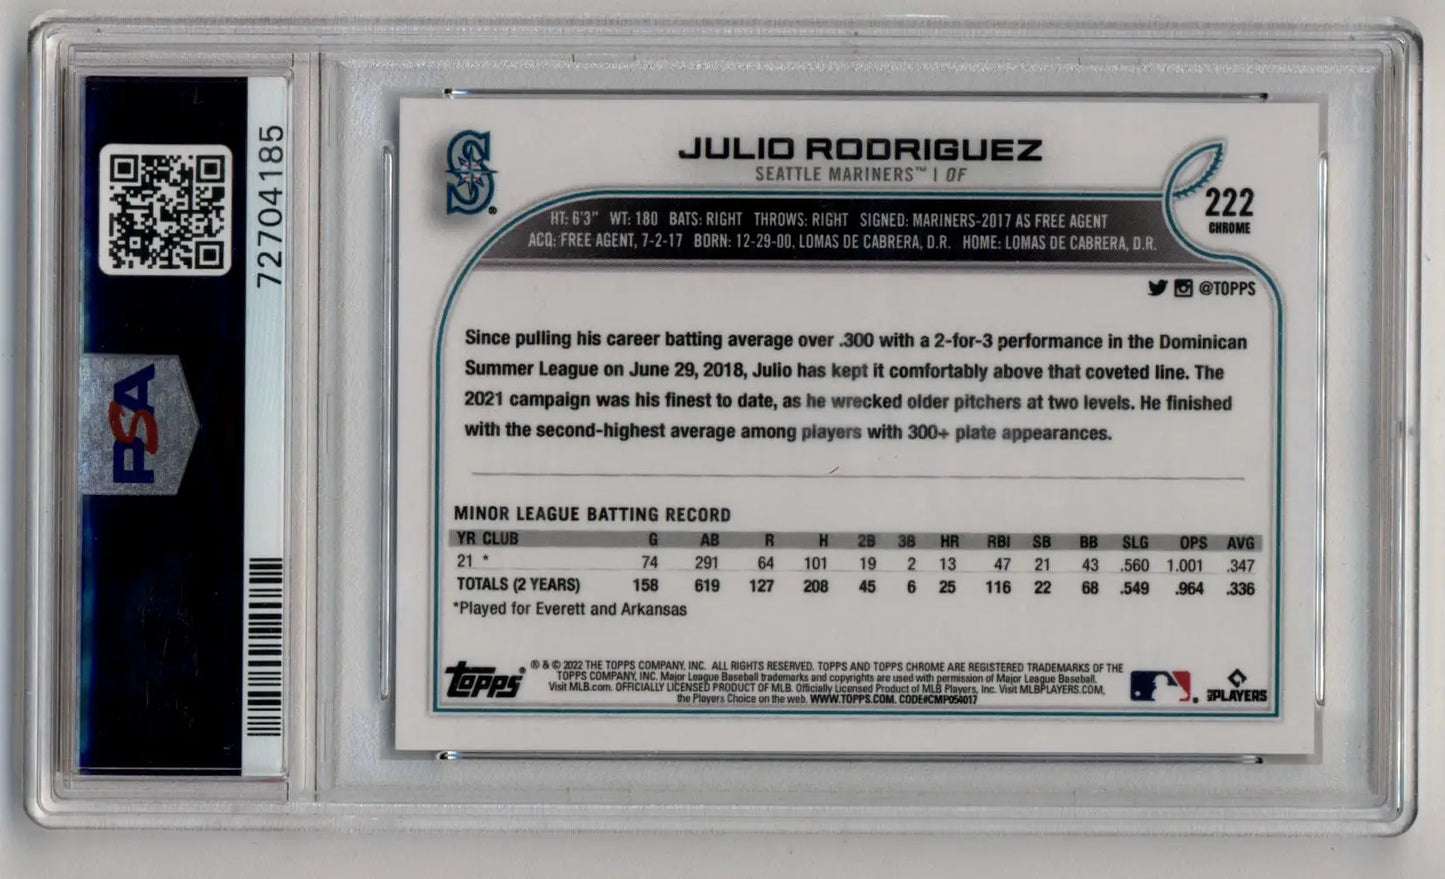 72704185
PSA
S
JULIO RODRIGUEZ
SEATTLE MARINERS™ | OF
222
CHROME
HT: 6'3" WT: 180 BATS: RIGHT THROWS: RIGHT SIGNED: MARINERS-2017 AS FREE AGENT
ACQ: FREE AGENT, 7-2-17 BORN: 12-29-00, LOMAS DE CABRERA, D.R. HOME: LOMAS DE CABRERA, D.R.
@TOPPS
Since pulling his career batting average over .300 with a 2-for-3 performance in the Dominican
Summer League on June 29, 2018, Julio has kept it comfortably above that coveted line. The
2021 campaign was his finest to date, as he wrecked older pitchers at two levels. He finished
with the second-highest average among players with 300+ plate appearances.
MINOR LEAGUE BATTING RECORD
YR CLUB G AB R H 2B 3B HR RBI SB BB SLG OPS AVG
21 * 74 291 64 101 19 2 13 47 21 43 .560 1.001 .347
TOTALS (2 YEARS) 158 619 127 208 45 6 25 116 22 68 .549 .964 .336
*Played for Everett and Arkansas
Topps®
® & © 2022 THE TOPPS COMPANY, INC. ALL RIGHTS RESERVED. TOPPS AND TOPPS CHROME ARE REGISTERED TRADEMARKS OF THE
TOPPS COMPANY, INC. Major League Baseball trademarks and copyrights are used with permission of Major League Baseball.
Visit MLB.com. OFFICIALLY LICENSED PRODUCT OF MLB. Officially Licensed Product of MLB Players, Inc. Visit MLBPLAYERS.COM,
the Players Choice on the web. WWW.TOPPS.COM. CODE#CMP054017
MLB PLAYERS